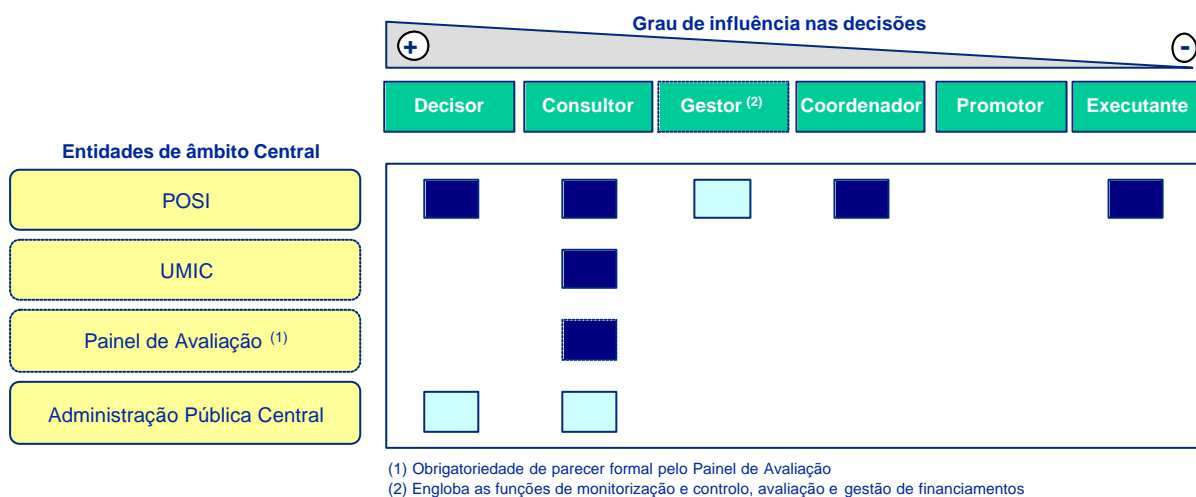 Grau de influência nas decisões
+
-
Decisor
Consultor
Gestor (2)
Coordenador
Promotor
Executante
Entidades de âmbito Central
POSI
UMIC
Painel de Avaliação (1)
Administração Pública Central
(1) Obrigatoriedade de parecer formal pelo Painel de Avaliação
(2) Engloba as funções de monitorização e controlo, avaliação e gestão de financiamentos